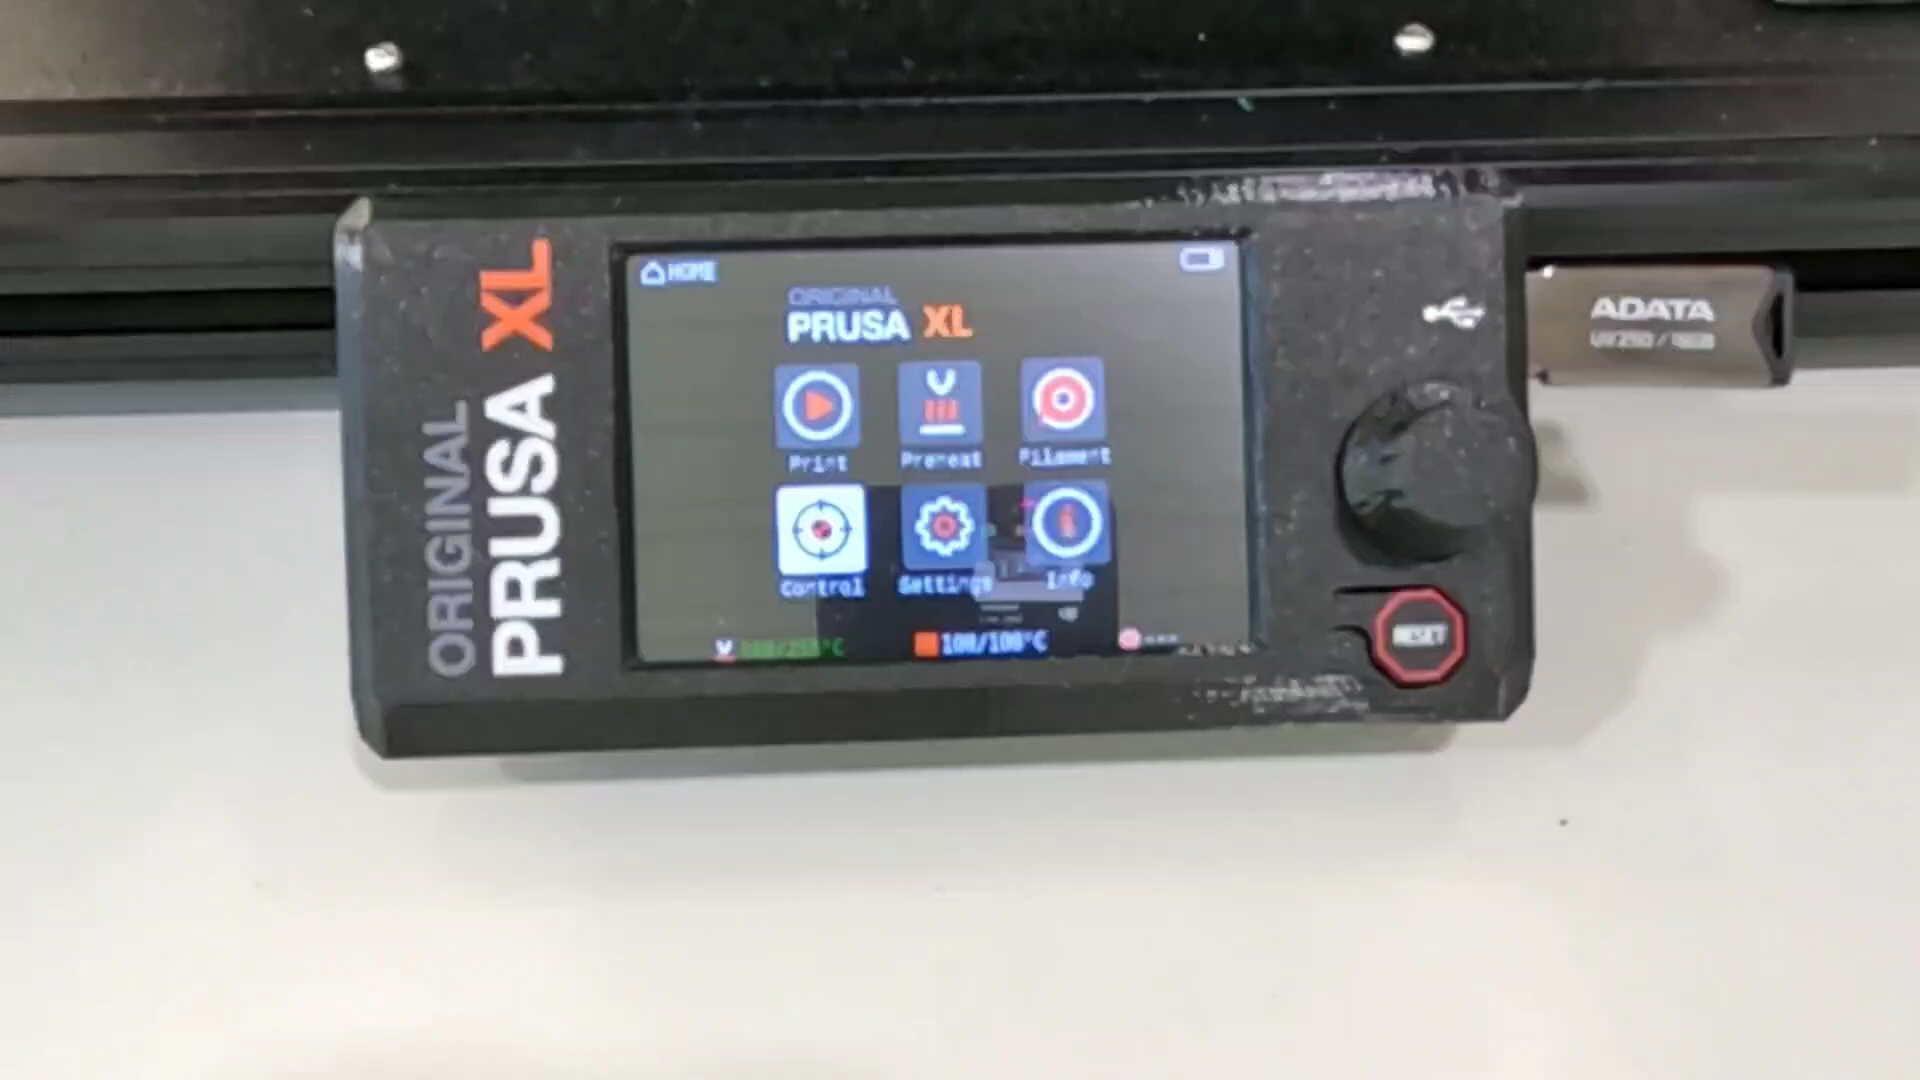 ORIGINAL
PRUSA XL
HOME
ORIGINAL
PRUSA XL
Print
Preheat
Filament
Control
Settings
Info
100/100°C
ADATA